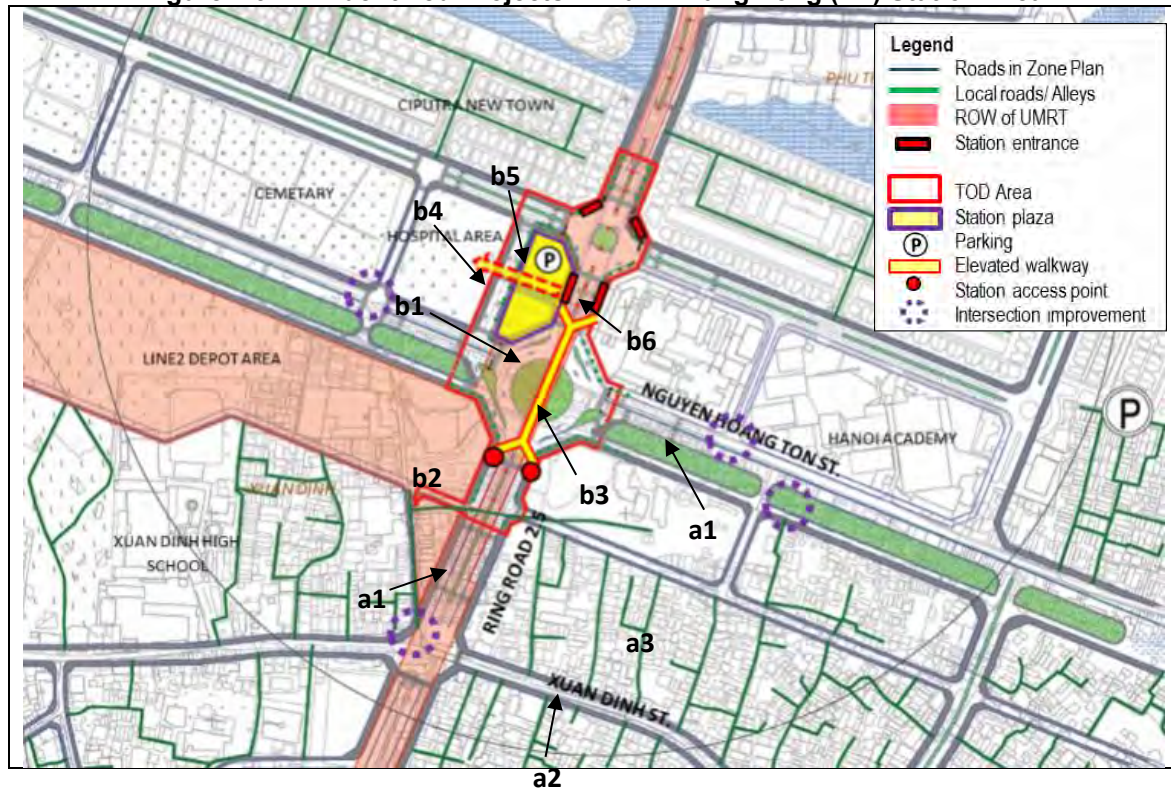 Legend
Roads in Zone Plan
Local roads/ Alleys
ROW of UMRT
Station entrance
TOD Area
Station plaza
P
Parking
Elevated walkway
Station access point
Intersection improvement
CIPUTRA NEW TOWN
b5
CEMETARY
b4
HOSPITAL AREA
P
b1
b6
LINE2 DEPOT AREA
NGUYEN HOANG TON ST.
HANOI ACADEMY
P
b2
XUAN DINH
b3
a1
XUAN DINH HIGH
SCHOOL
RING ROAD 2.5
a1
a3
XUAN DINH ST.
a2